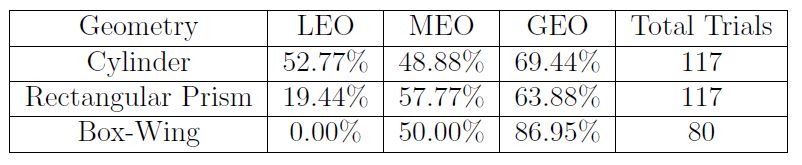 Geometry LEO MEO GEO Total Trials
Cylinder 52.77% 48.88% 69.44% 117
Rectangular Prism 19.44% 57.77% 63.88% 117
Box-Wing 0.00% 50.00% 86.95% 80